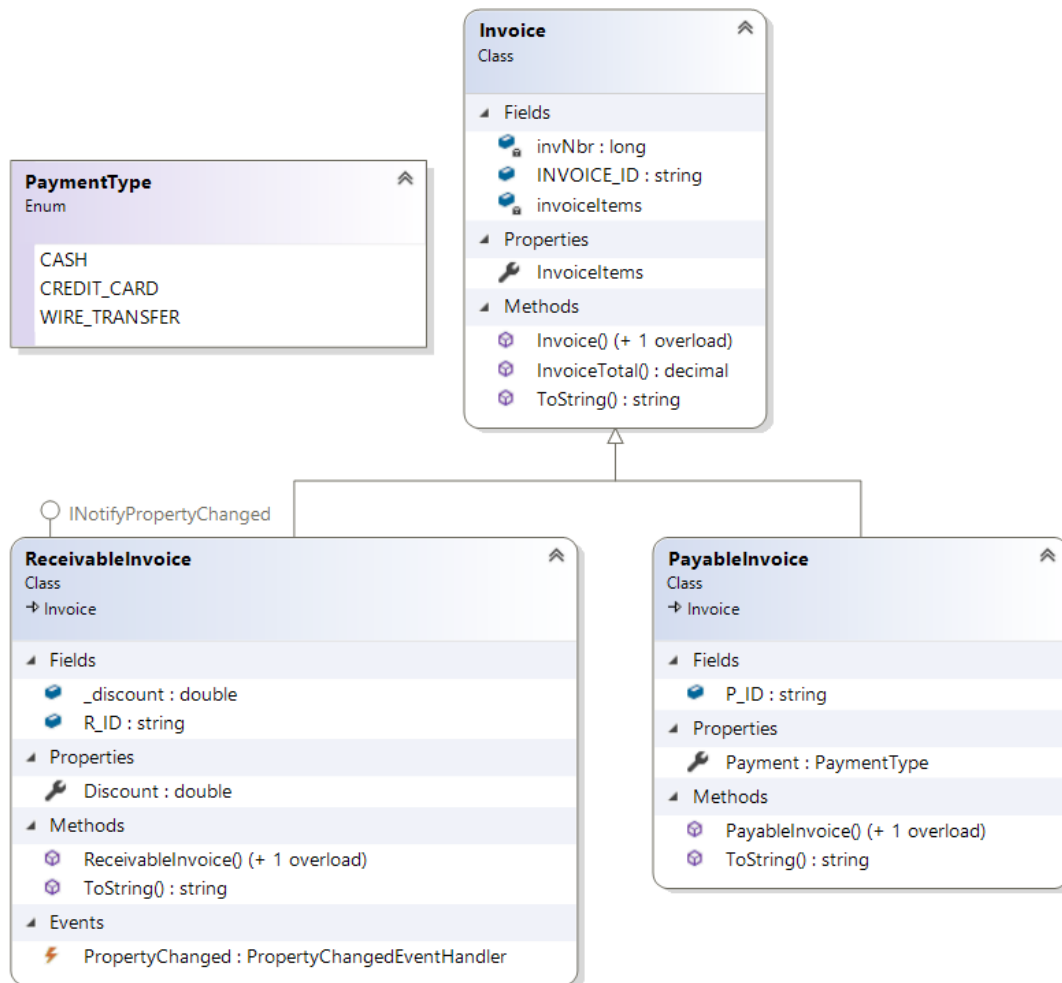 Invoice
Class
Fields
invNbr : long
INVOICE_ID : string
invoiceItems
Properties
InvoiceItems
Methods
Invoice() (+ 1 overload)
InvoiceTotal() : decimal
ToString() : string
PaymentType
Enum
CASH
CREDIT_CARD
WIRE_TRANSFER
INotifyPropertyChanged
ReceivableInvoice
Class
Invoice
Fields
_discount : double
R_ID : string
Properties
Discount : double
Methods
ReceivableInvoice() (+ 1 overload)
ToString() : string
Events
PropertyChanged : PropertyChangedEventHandler
PayableInvoice
Class
Invoice
Fields
P_ID : string
Properties
Payment : PaymentType
Methods
PayableInvoice() (+ 1 overload)
ToString() : string